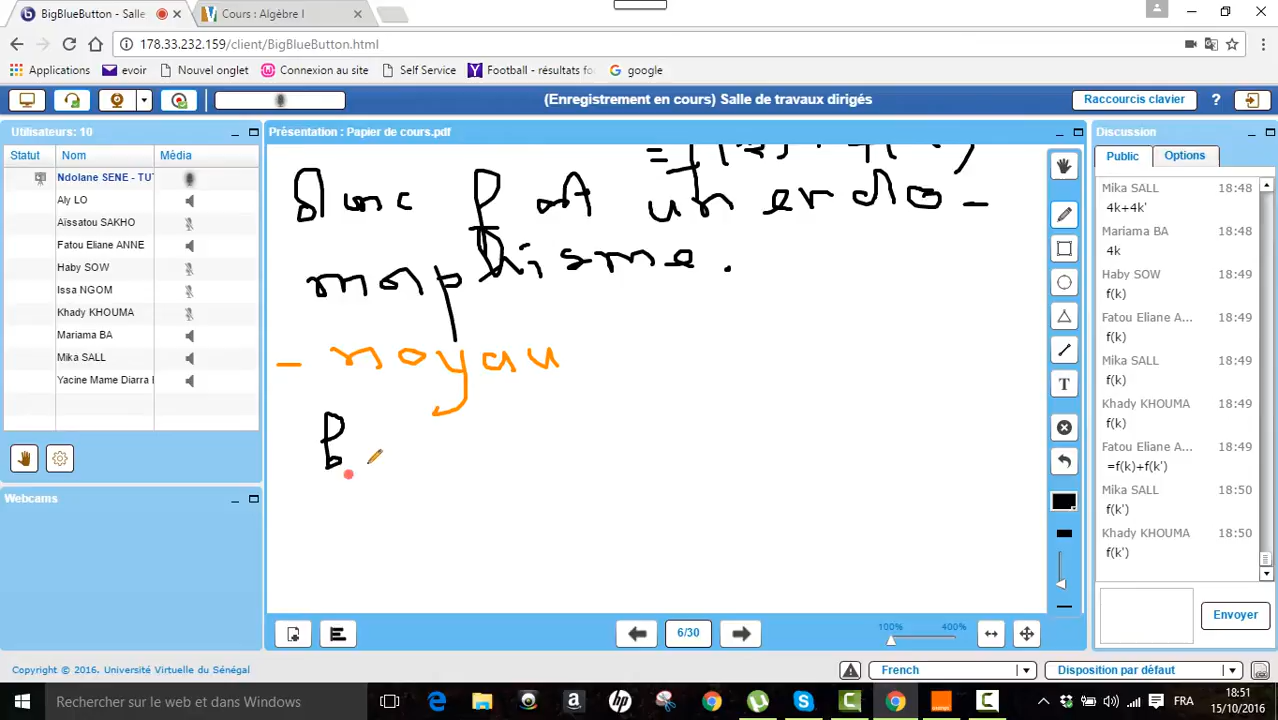 BigBlueButton - Salle
Cours : Algèbre I
178.33.232.159/client/BigBlueButton.html
Applications
evoir
Nouvel onglet
Connexion au site
Self Service
Football - résultats fo
google
(Enregistrement en cours) Salle de travaux dirigés
Raccourcis clavier
?
Utilisateurs: 10
Statut Nom Média
Ndolane SENE - TUT
Aly LO
Aïssatou SAKHO
Fatou Eliane ANNE
Haby SOW
Issa NGOM
Khady KHOUMA
Mariama BA
Mika SALL
Yacine Mame Diarra
Webcams
Présentation : Papier de cours.pdf
Donc f est un endo-
morphisme.
- noyau
6/30
100%
400%
Discussion
Public Options
Mika SALL 18:48
4k+4k'
Mariama BA 18:48
4k
Haby SOW 18:49
f(k)
Fatou Eliane A... 18:49
f(k)
Mika SALL 18:49
f(k)
Khady KHOUMA 18:49
f(k)
Fatou Eliane A... 18:49
=f(k)+f(k')
Mika SALL 18:50
f(k')
Khady KHOUMA 18:50
f(k')
Envoyer
Copyright © 2016. Université Virtuelle du Sénégal
French
Disposition par défaut
Rechercher sur le web et dans Windows
FRA
18:51
15/10/2016